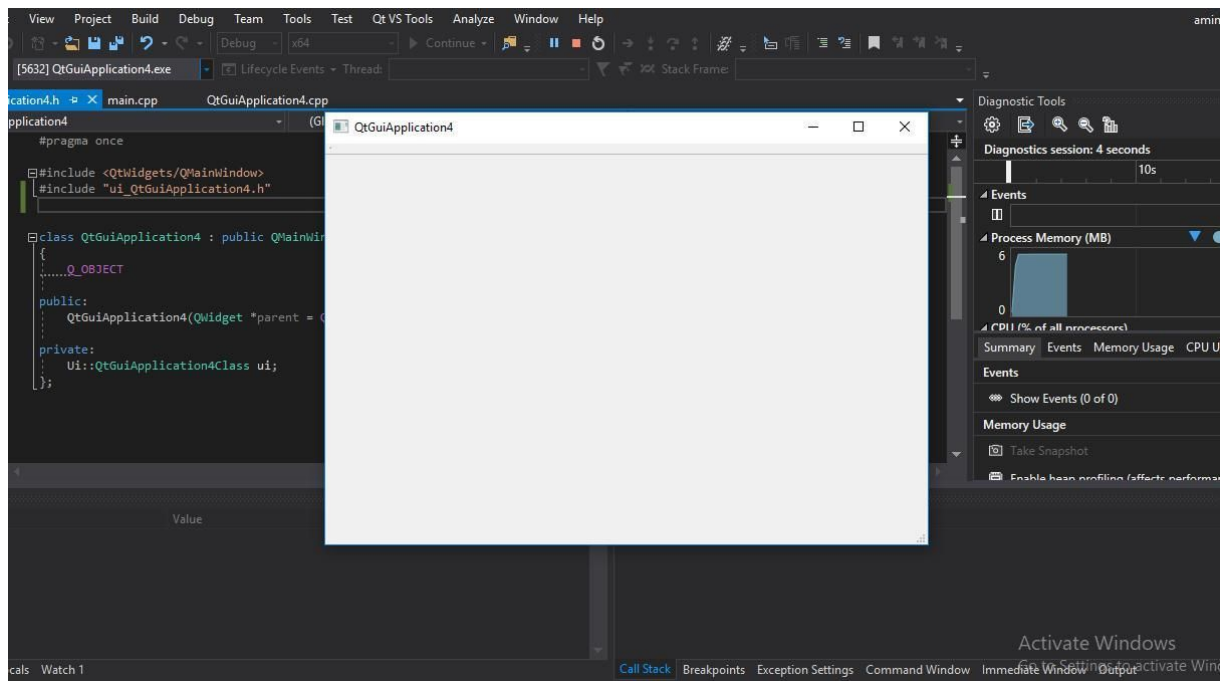 View Project Build Debug Team Tools Test Qt VS Tools Analyze Window Help
amin
Debug x64 Continue
[5632] QtGuiApplication4.exe Lifecycle Events Thread: Stack Frame:
ication4.h main.cpp QtGuiApplication4.cpp
pplication4 (Gl
#pragma once
#include <QtWidgets/QMainWindow>
#include "ui_QtGuiApplication4.h"
class QtGuiApplication4 : public QMainWin
{
Q_OBJECT
public:
QtGuiApplication4(QWidget *parent =
private:
Ui::QtGuiApplication4Class ui;
};
QtGuiApplication4
Diagnostic Tools
Diagnostics session: 4 seconds
10s
Events
Process Memory (MB)
6
0
CPU (% of all processors)
Summary Events Memory Usage CPU U
Events
Show Events (0 of 0)
Memory Usage
Take Snapshot
Enable heap profiling (affects performan
Value
Activate Windows
Go to Settings to activate Wind
cals Watch 1
Call Stack Breakpoints Exception Settings Command Window Immediate Window Output